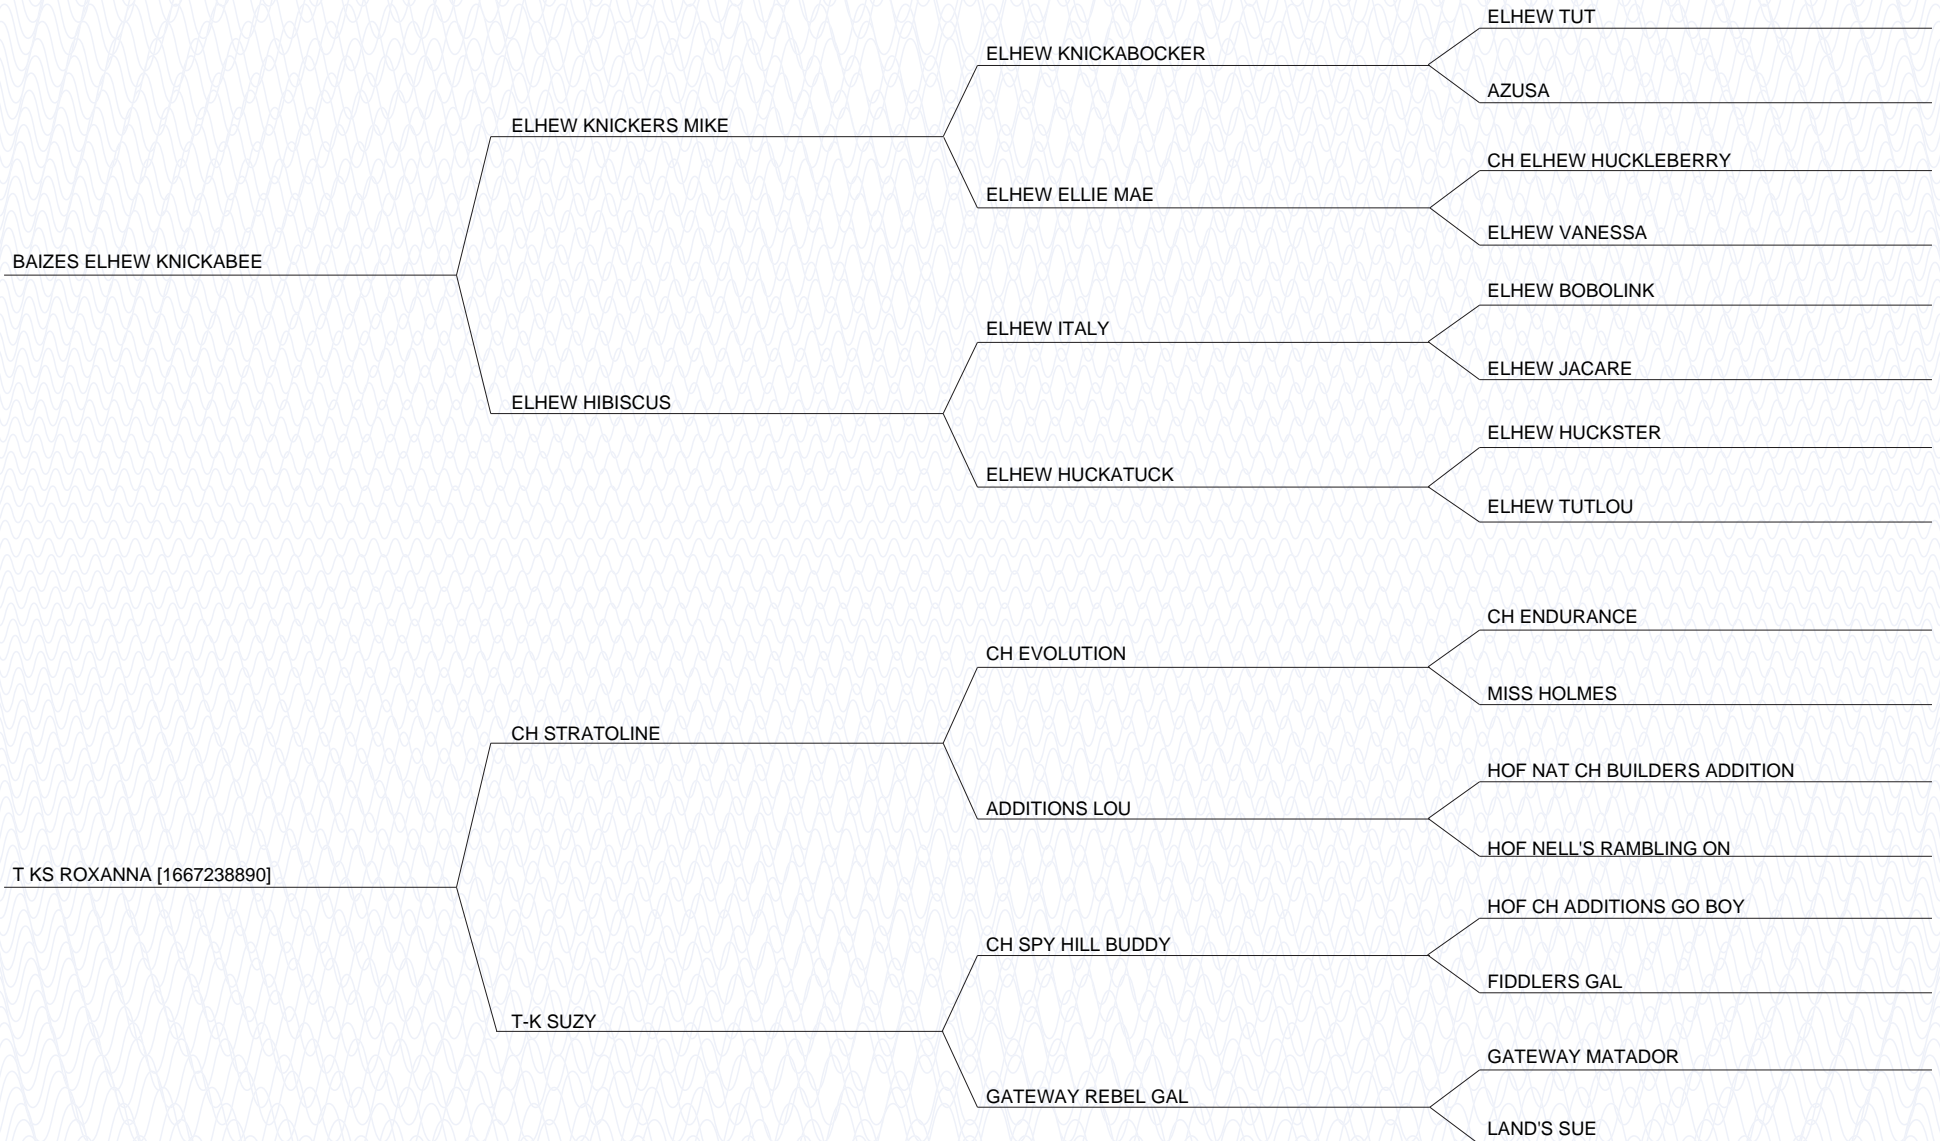 ELHEW TUT
ELHEW KNICKABOCKER
AZUSA
ELHEW KNICKERS MIKE
CH ELHEW HUCKLEBERRY
ELHEW ELLIE MAE
ELHEW VANESSA
BAIZES ELHEW KNICKABEE
ELHEW BOBOLINK
ELHEW ITALY
ELHEW JACARE
ELHEW HIBISCUS
ELHEW HUCKSTER
ELHEW HUCKATUCK
ELHEW TUTLOU
CH ENDURANCE
CH EVOLUTION
MISS HOLMES
CH STRATOLINE
HOF NAT CH BUILDERS ADDITION
ADDITIONS LOU
HOF NELL'S RAMBLING ON
T KS ROXANNA [1667238890]
HOF CH ADDITIONS GO BOY
CH SPY HILL BUDDY
FIDDLERS GAL
T-K SUZY
GATEWAY MATADOR
GATEWAY REBEL GAL
LAND'S SUE